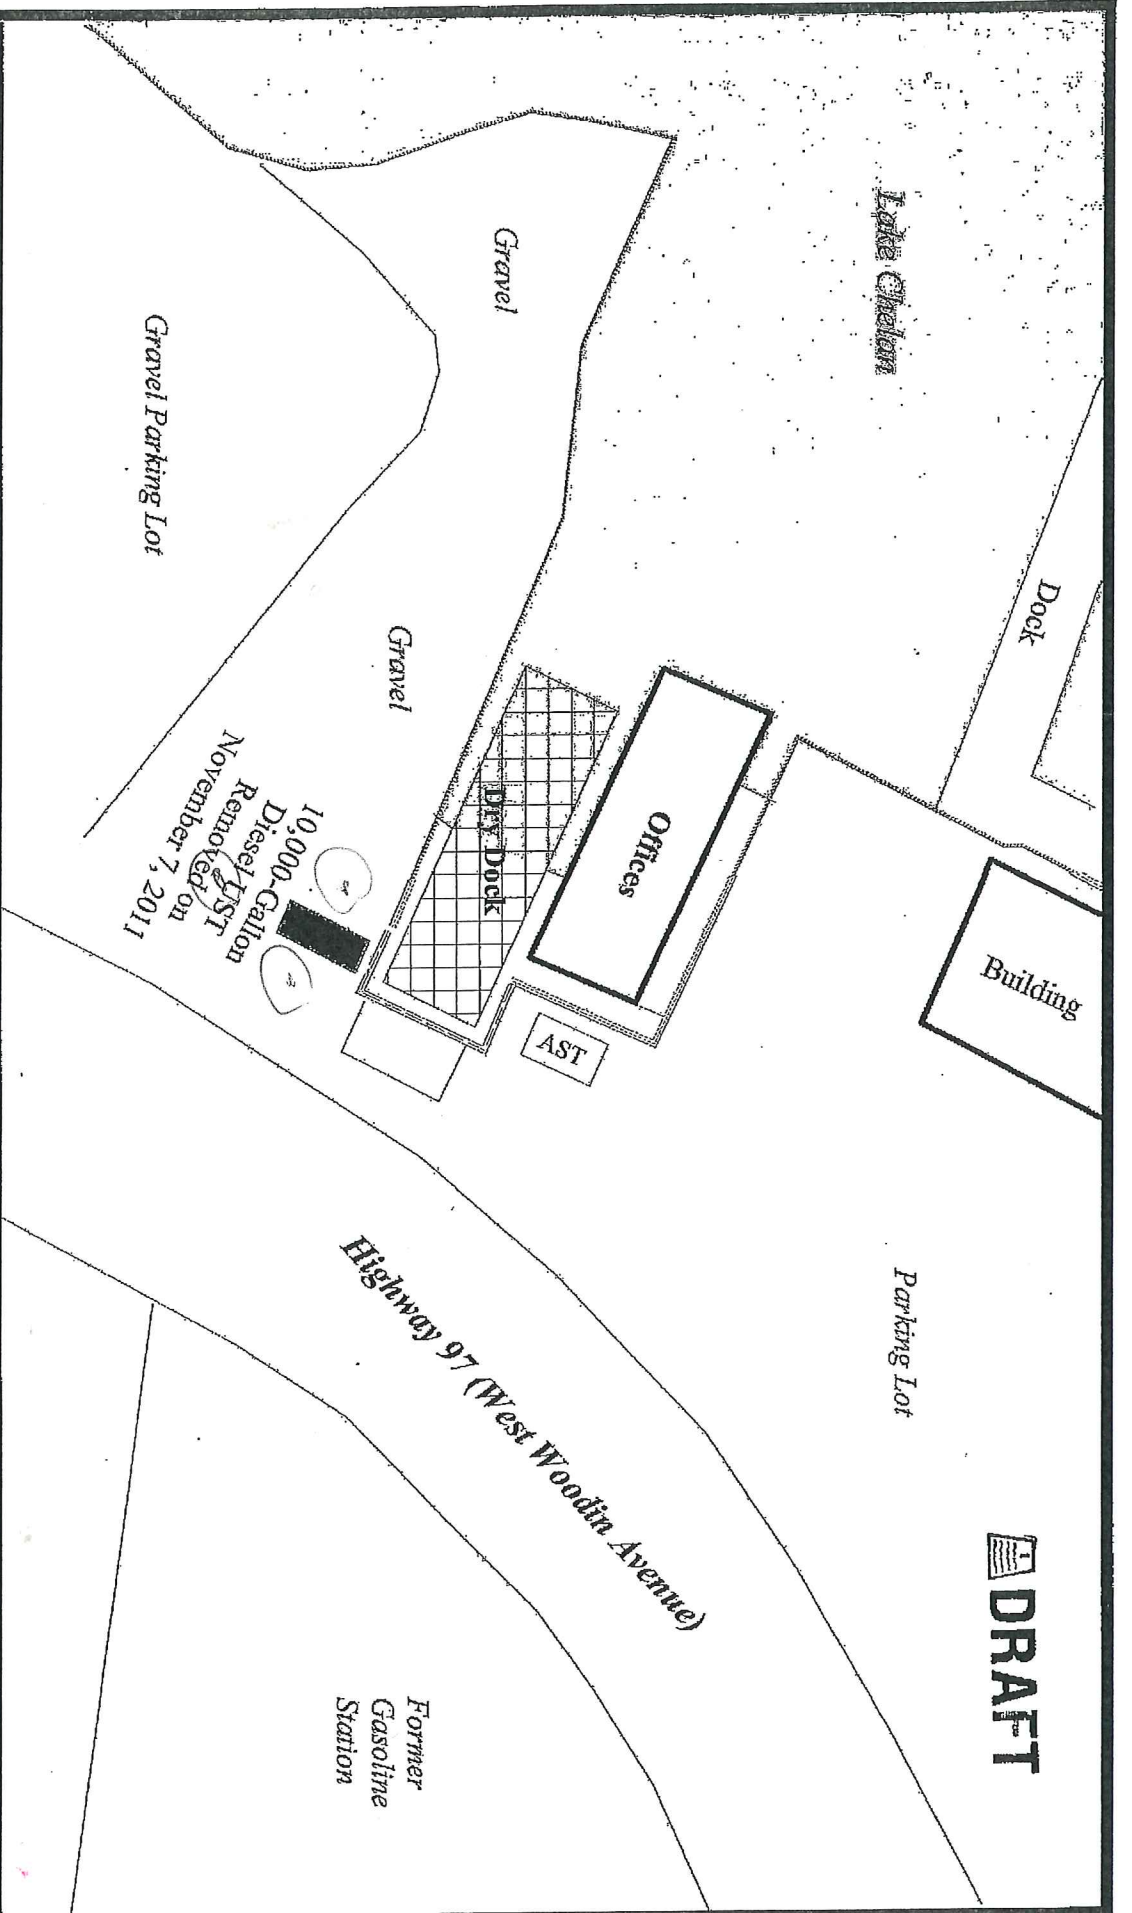 Lake Chelan
Dock
Gravel
Gravel Parking Lot
Gravel
Dry Dock
Offices
Building
AST
10,000-Gallon
Diesel UST
Removed on
November 7, 2011
Parking Lot
Highway 97 (West Woodin Avenue)
DRAFT
Former
Gasoline
Station